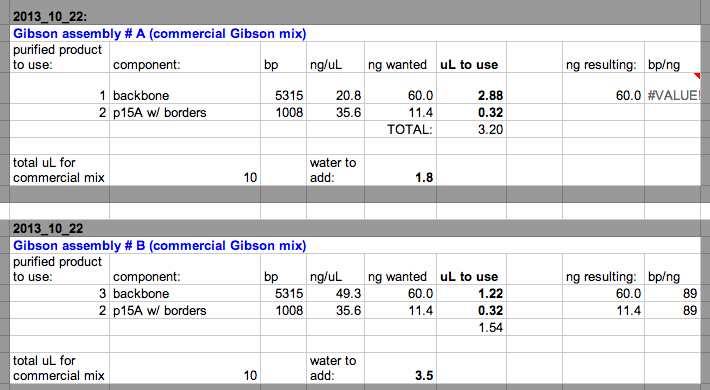 2013_10_22:
Gibson assembly # A (commercial Gibson mix)
purified product
to use: component: bp ng/uL ng wanted uL to use ng resulting: bp/ng
1 backbone 5315 20.8 60.0 2.88 60.0 #VALUE!
2 p15A w/ borders 1008 35.6 11.4 0.32
TOTAL: 3.20
total uL for water to
commercial mix 10 add: 1.8
2013_10_22
Gibson assembly # B (commercial Gibson mix)
purified product
to use: component: bp ng/uL ng wanted uL to use ng resulting: bp/ng
3 backbone 5315 49.3 60.0 1.22 60.0 89
2 p15A w/ borders 1008 35.6 11.4 0.32 11.4 89
1.54
total uL for water to
commercial mix 10 add: 3.5